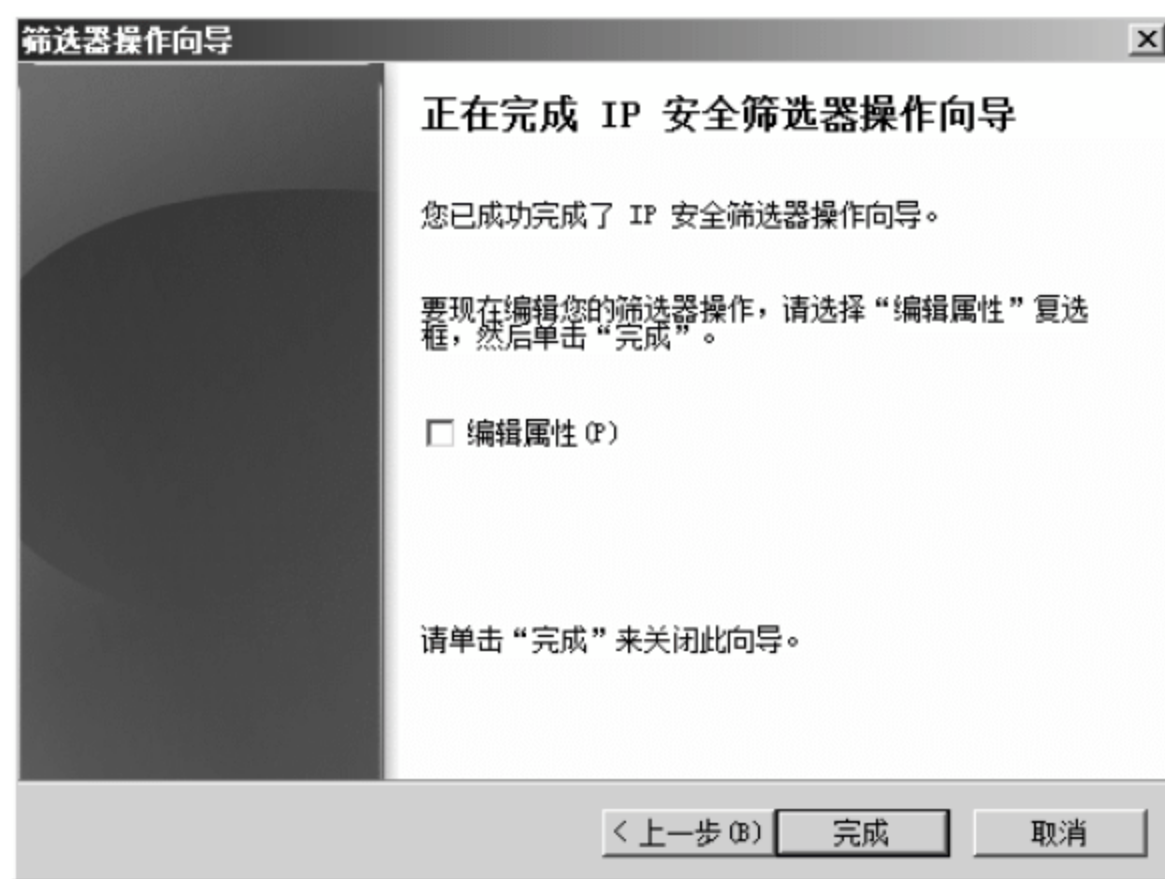 筛选器操作向导
正在完成 IP 安全筛选器操作向导
您已成功完成了 IP 安全筛选器操作向导。
要现在编辑您的筛选器操作，请选择“编辑属性”复选
框，然后单击“完成”。
编辑属性(P)
请单击“完成”来关闭此向导。
<上一步(B) 完成 取消